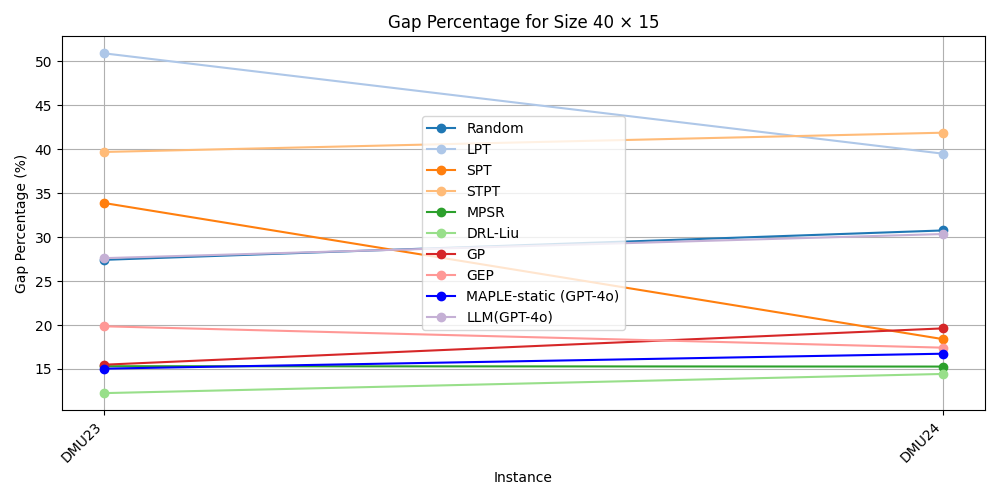 Gap Percentage for Size 40 × 15
Gap Percentage (%)
50
45
40
35
30
25
20
15
Random
LPT
SPT
STPT
MPSR
DRL-Liu
GP
GEP
MAPLE-static (GPT-4o)
LLM(GPT-4o)
DMU23
DMU24
Instance